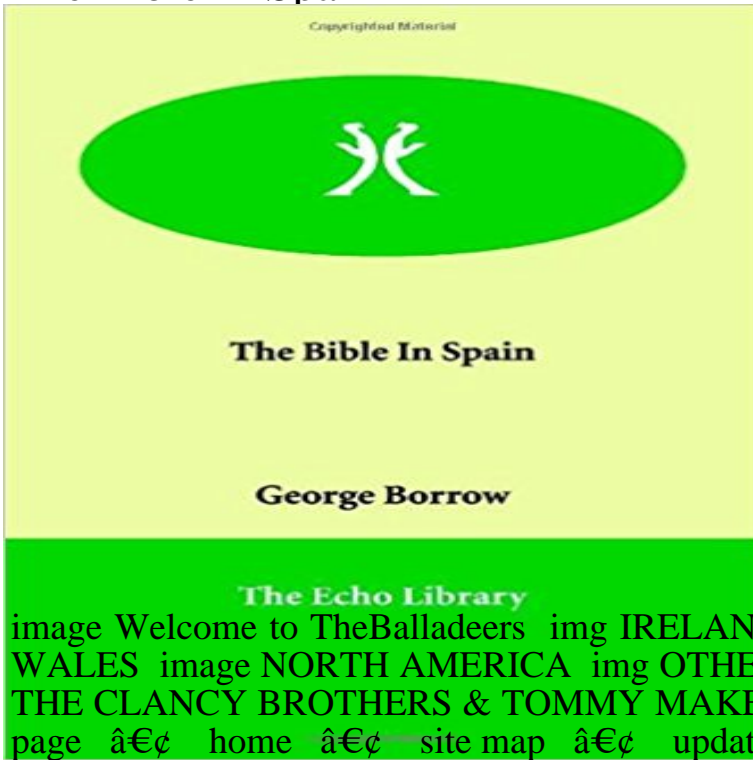 Copyrighted Material
The Bible In Spain
George Borrow
The Echo Library
image Welcome to TheBalladeers img IRELAN
WALES image NORTH AMERICA img OTHE
THE CLANCY BROTHERS & TOMMY MAKE
page â€¢ home â€¢ site map â€¢ updat